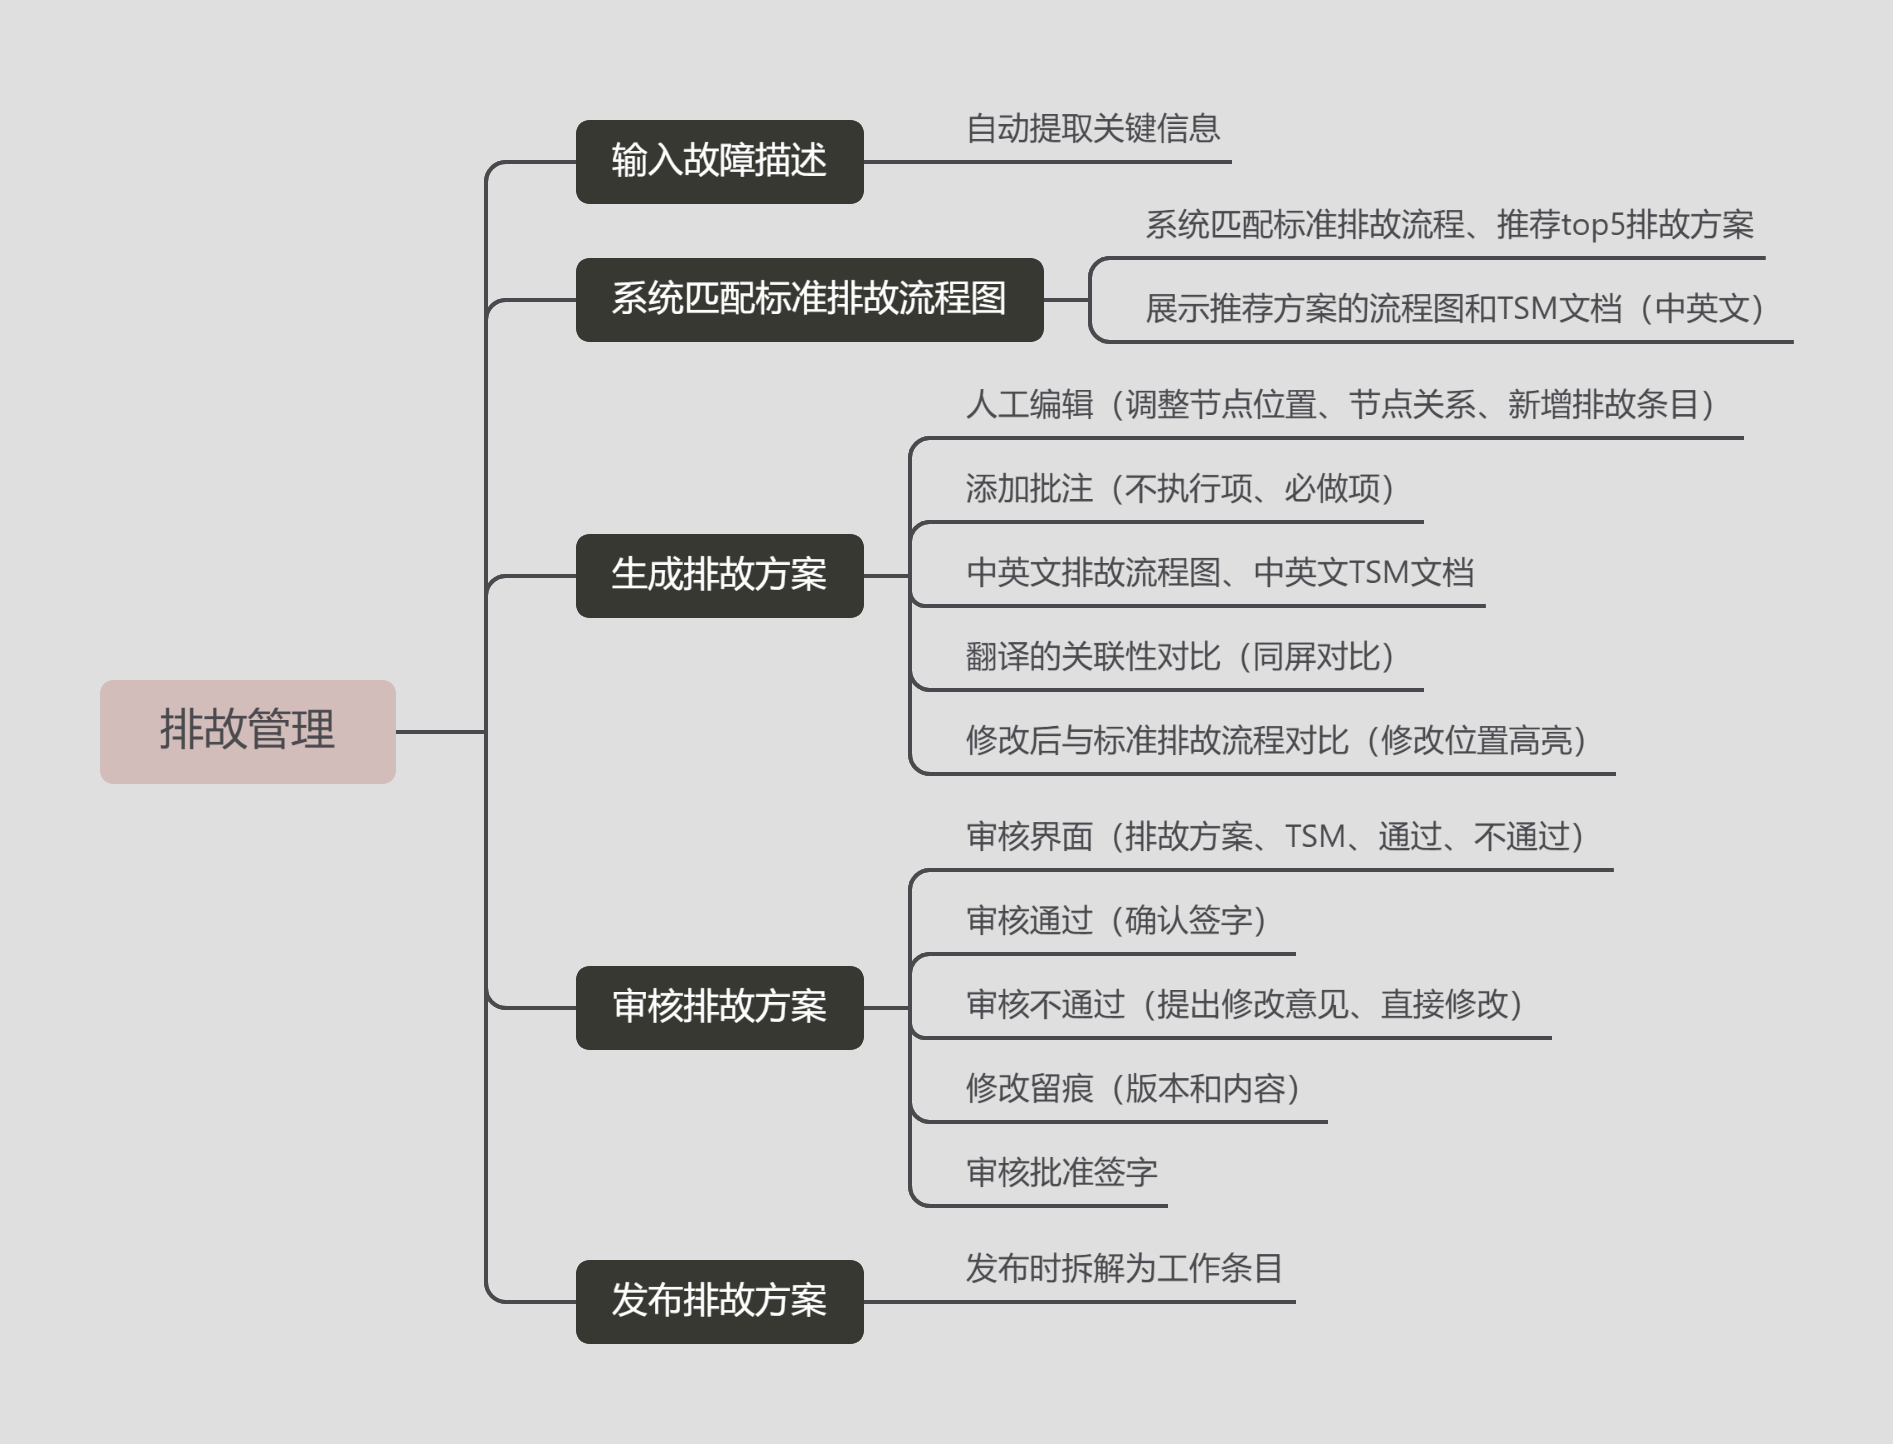 排故管理
输入故障描述
自动提取关键信息
系统匹配标准排故流程图
系统匹配标准排故流程、推荐top5排故方案
展示推荐方案的流程图和TSM文档（中英文）
生成排故方案
人工编辑（调整节点位置、节点关系、新增排故条目）
添加批注（不执行项、必做项）
中英文排故流程图、中英文TSM文档
翻译的关联性对比（同屏对比）
修改后与标准排故流程对比（修改位置高亮）
审核排故方案
审核界面（排故方案、TSM、通过、不通过）
审核通过（确认签字）
审核不通过（提出修改意见、直接修改）
修改留痕（版本和内容）
审核批准签字
发布排故方案
发布时拆解为工作条目